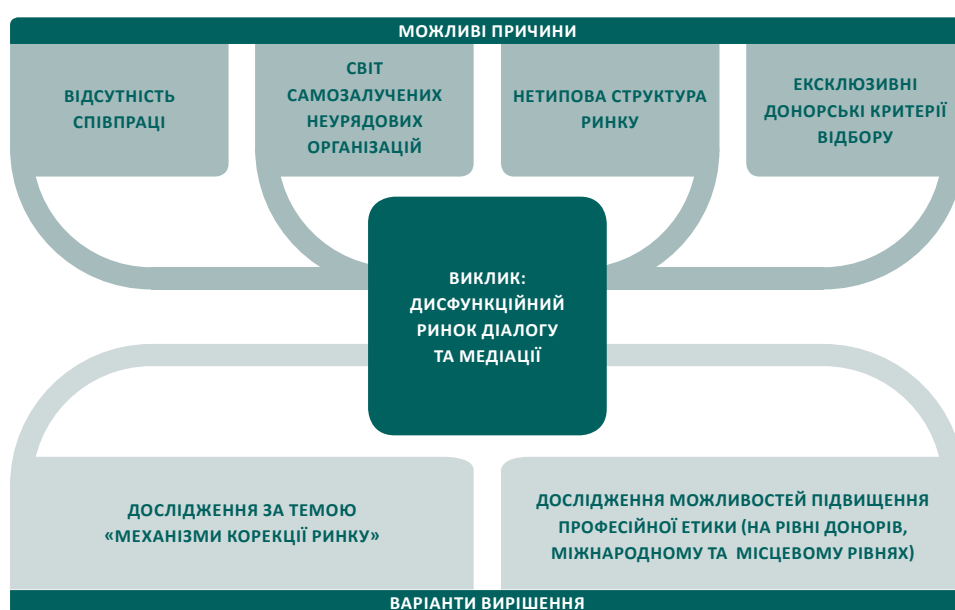 МОЖЛИВІ ПРИЧИНИ
ВІДСУТНІСТЬ
СПІВПРАЦІ
СВІТ
САМОЗАЛУЧЕНИХ
НЕУРЯДОВИХ
ОРГАНІЗАЦІЙ
НЕТИПОВА СТРУКТУРА
РИНКУ
ЕКСКЛЮЗИВНІ
ДОНОРСЬКІ КРИТЕРІЇ
ВІДБОРУ
ВИКЛИК:
ДИСФУНКЦІЙНИЙ
РИНОК ДІАЛОГУ
ТА МЕДІАЦІЇ
ДОСЛІДЖЕННЯ ЗА ТЕМОЮ
«МЕХАНІЗМИ КОРЕКЦІЇ РИНКУ»
ДОСЛІДЖЕННЯ МОЖЛИВОСТЕЙ ПІДВИЩЕННЯ
ПРОФЕСІЙНОЇ ЕТИКИ (НА РІВНІ ДОНОРІВ,
МІЖНАРОДНОМУ ТА МІСЦЕВОМУ РІВНЯХ)
ВАРІАНТИ ВИРІШЕННЯ